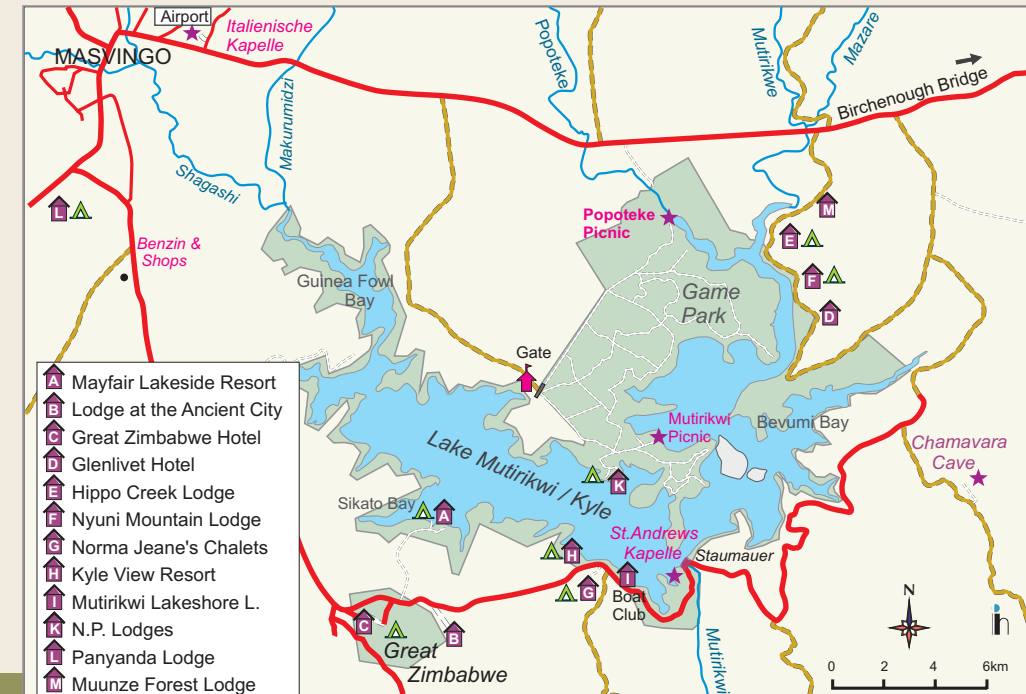 Airport
Italienische
Kapelle
MASVINGO
Popoteke
Mutirikwe
Mazare
Birchenough Bridge
Makurumidzi
Shagashi
L
Benzin &
Shops
Popoteke
Picnic
M
E
F
D
Guinea Fowl
Bay
Game
Park
Gate
Mutirikwi
Picnic
Bevumi Bay
Chamavara
Cave
Lake Mutirikwi / Kyle
K
Sikato Bay
A
St.Andrews
Kapelle
Staumauer
H
I
G
Boat
Club
C
B
Great
Zimbabwe
Mutirikwi
N
0 2 4 6km
A Mayfair Lakeside Resort
B Lodge at the Ancient City
C Great Zimbabwe Hotel
D Glenlivet Hotel
E Hippo Creek Lodge
F Nyuni Mountain Lodge
G Norma Jeane's Chalets
H Kyle View Resort
I Mutirikwi Lakeshore L.
K N.P. Lodges
L Panyanda Lodge
M Muunze Forest Lodge